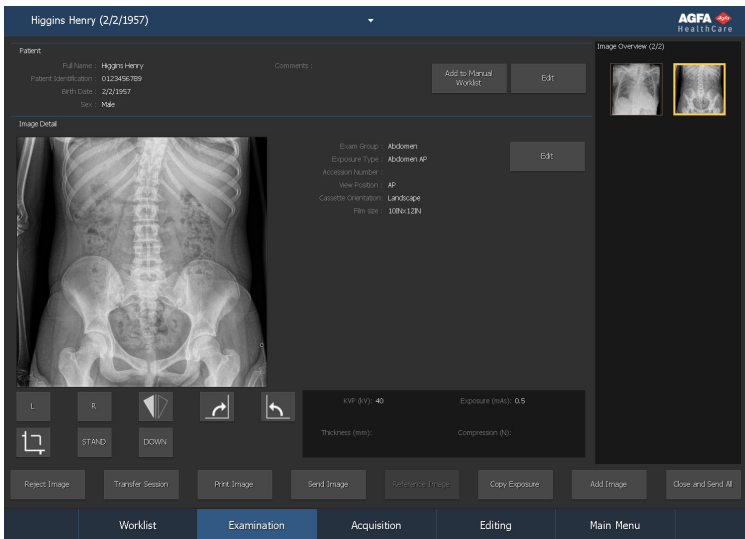 Higgins Henry (2/2/1957)
AGFA
HealthCare
Patient
Full Name : Higgins Henry
Patient Identification : 0123456789
Birth Date : 2/2/1957
Sex : Male
Comments :
Add to Manual
Worklist
Edit
Image Overview (2/2)
Image Detail
Exam Group : Abdomen
Exposure Type : Abdomen AP
Accession Number :
View Position : AP
Cassette Orientation: Landscape
Film size : 10INx12IN
Edit
L
R
STAND
DOWN
KVP (kV): 40
Exposure (mAs): 0.5
Thickness (mm):
Compression (N):
Reject Image
Transfer Session
Print Image
Send Image
Reference Image
Copy Exposure
Add Image
Close and Send All
Worklist
Examination
Acquisition
Editing
Main Menu